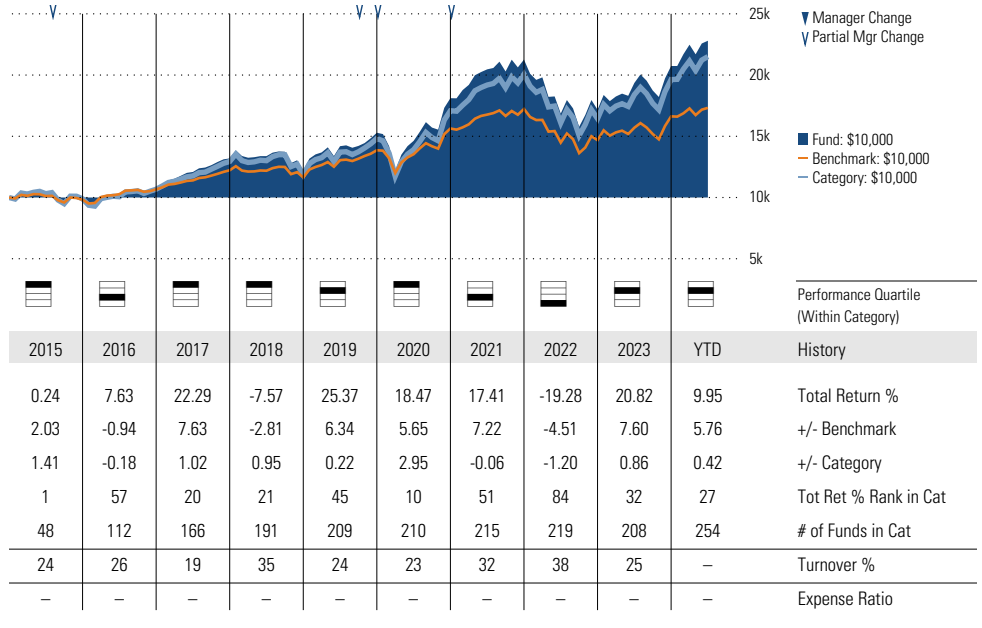 25k
20k
15k
10k
5k
Manager Change
Partial Mgr Change
Fund: $10,000
Benchmark: $10,000
Category: $10,000
Performance Quartile
(Within Category)
2015 2016 2017 2018 2019 2020 2021 2022 2023 YTD History
0.24 7.63 22.29 -7.57 25.37 18.47 17.41 -19.28 20.82 9.95 Total Return %
2.03 -0.94 7.63 -2.81 6.34 5.65 7.22 -4.51 7.60 5.76 +/- Benchmark
1.41 -0.18 1.02 0.95 0.22 2.95 -0.06 -1.20 0.86 0.42 +/- Category
1 57 20 21 45 10 51 84 32 27 Tot Ret % Rank in Cat
48 112 166 191 209 210 215 219 208 254 # of Funds in Cat
24 26 19 35 24 23 32 38 25 – Turnover %
– – – – – – – – – – Expense Ratio